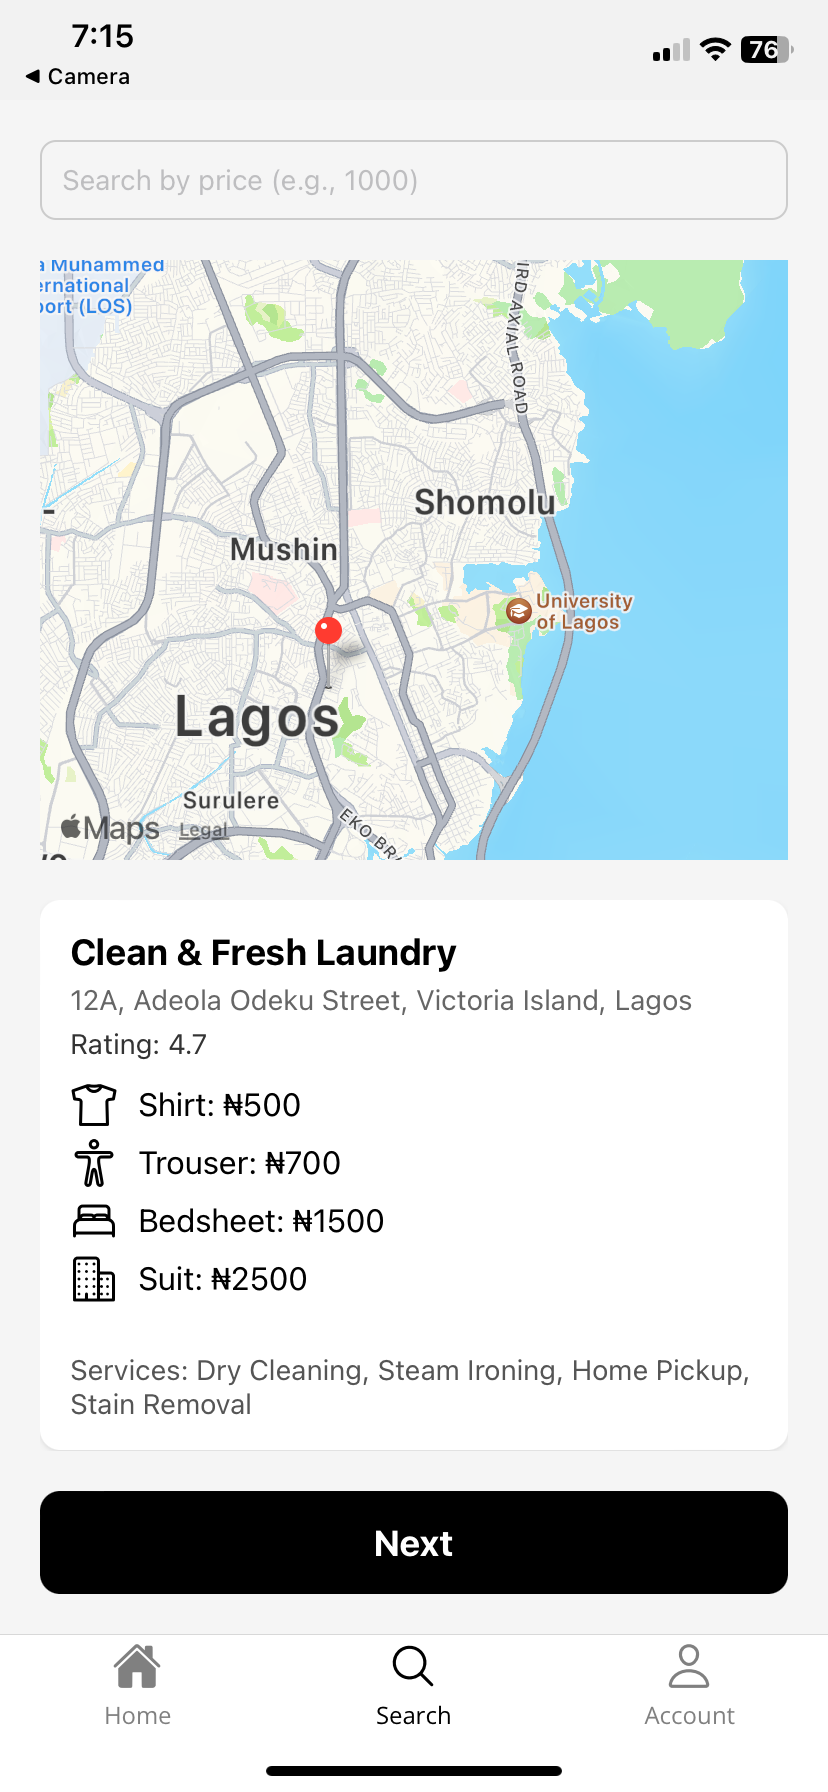 7:15
76
◀ Camera
Search by price (e.g., 1000)
a Muhammed
ernational
port (LOS)
IRD AXIAL ROAD
Shomolu
Mushin
University
of Lagos
Lagos
Surulere
Maps
Legal
EKO BRA
Clean & Fresh Laundry
12A, Adeola Odeku Street, Victoria Island, Lagos
Rating: 4.7
Shirt: ₦500
Trouser: ₦700
Bedsheet: ₦1500
Suit: ₦2500
Services: Dry Cleaning, Steam Ironing, Home Pickup,
Stain Removal
Next
Home
Search
Account